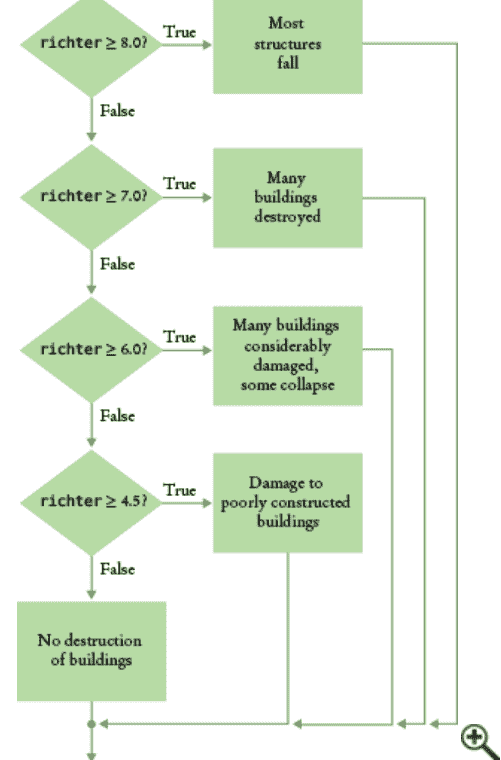 richter ≥ 8.0?
True
Most
structures
fall
False
richter ≥ 7.0?
True
Many
buildings
destroyed
False
richter ≥ 6.0?
True
Many buildings
considerably
damaged,
some collapse
False
richter ≥ 4.5?
True
Damage to
poorly constructed
buildings
False
No destruction
of buildings